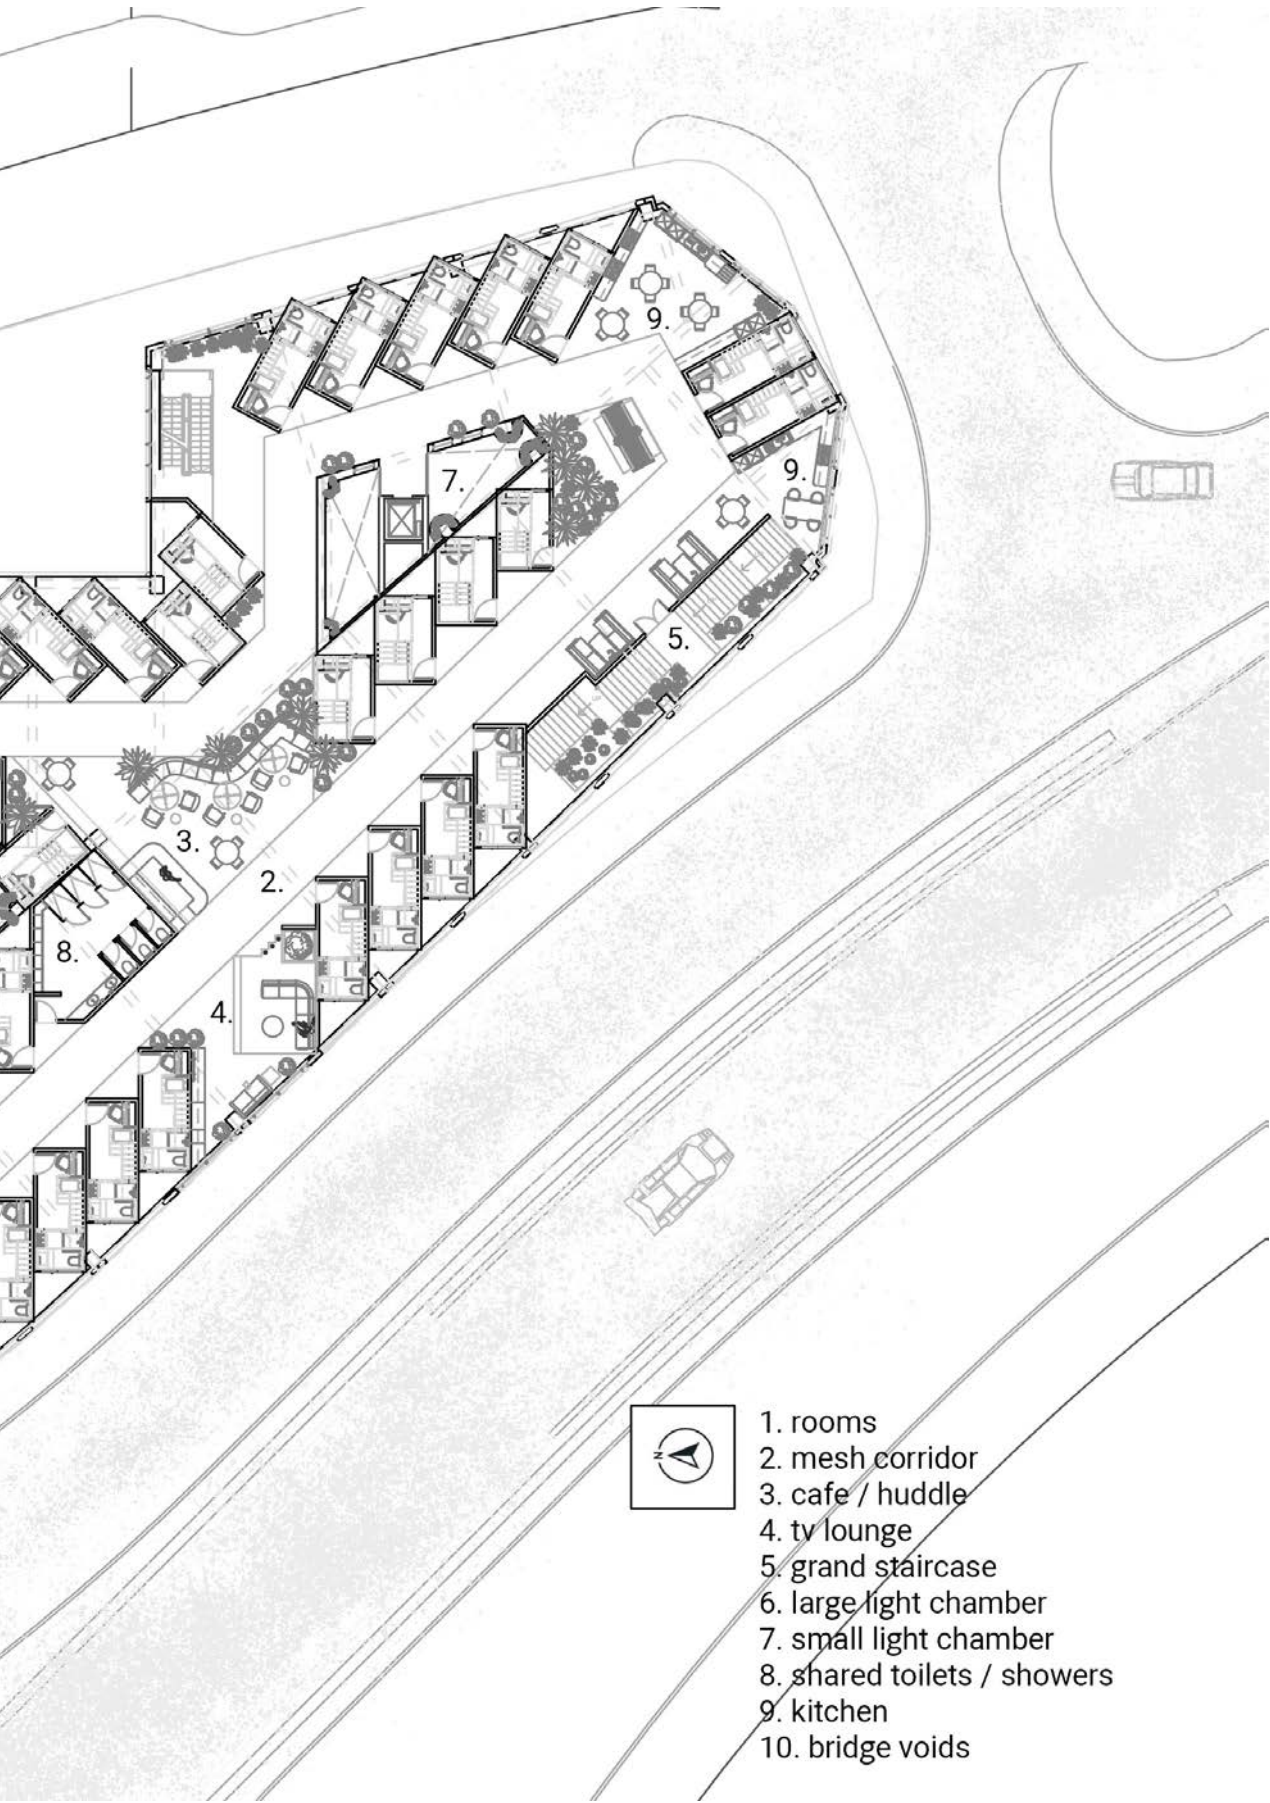 9.
7.
9.
5.
3.
2.
8.
4.
N
1. rooms
2. mesh corridor
3. cafe / huddle
4. tv lounge
5. grand staircase
6. large light chamber
7. small light chamber
8. shared toilets / showers
9. kitchen
10. bridge voids